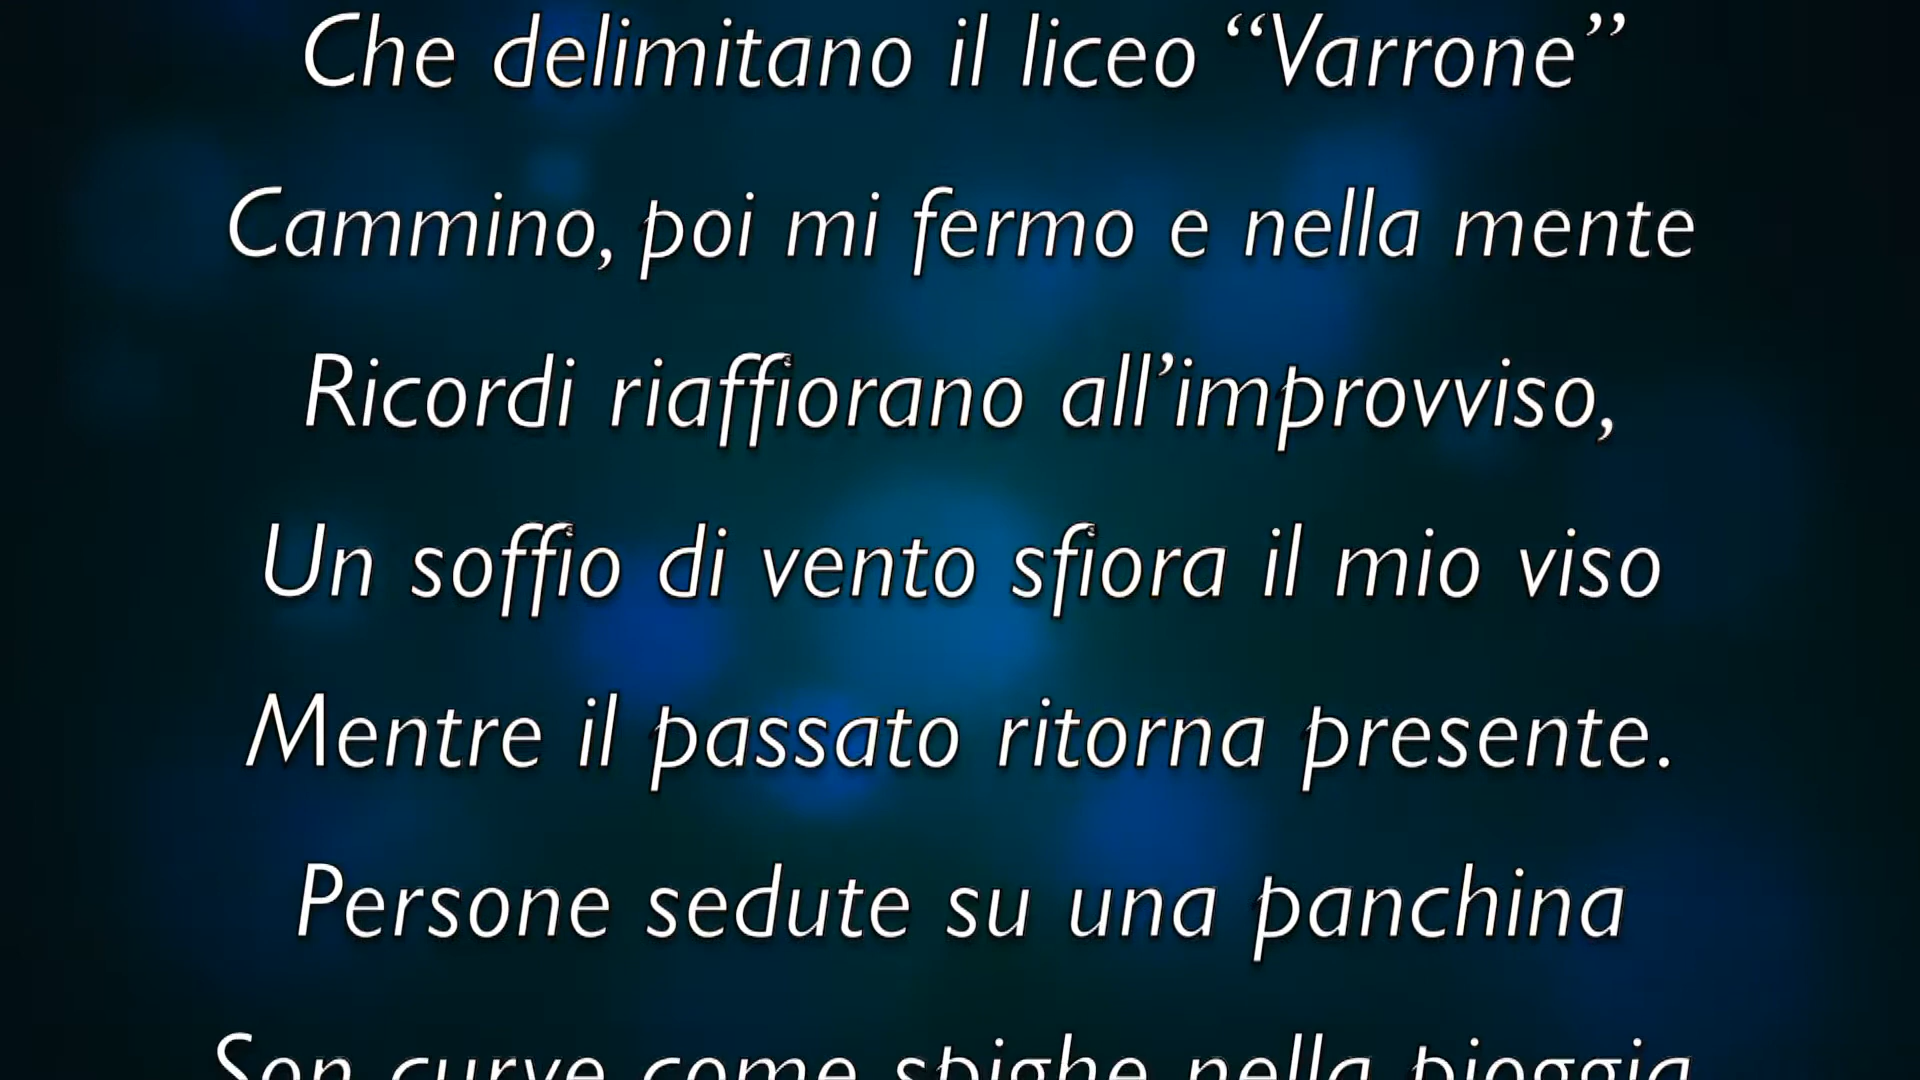 Che delimitano il liceo “Varrone”
Cammino, poi mi fermo e nella mente
Ricordi riaffiorano all’improvviso,
Un soffio di vento sfiora il mio viso
Mentre il passato ritorna presente.
Persone sedute su una panchina
Son curve come spighe nella pioggia